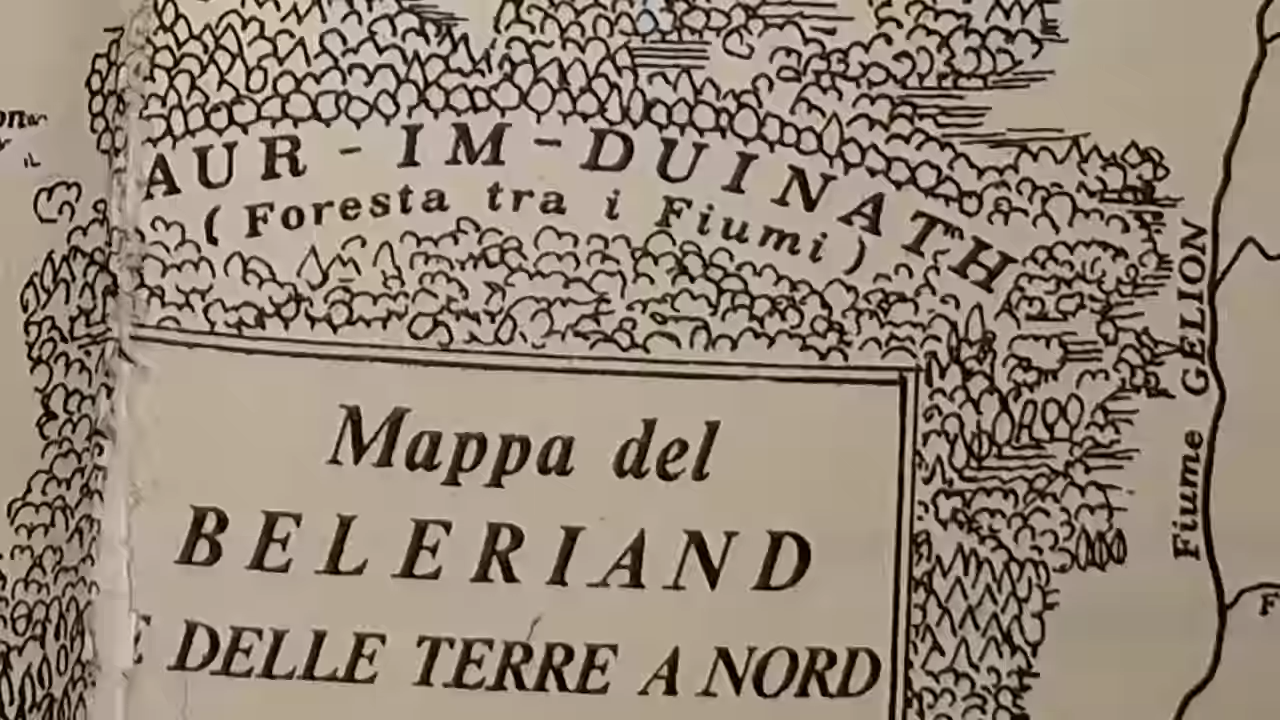 AUR-IM-DUINATH
(Foresta tra i Fiumi)
Fiume GELION
Mappa del
BELERIAND
E DELLE TERRE A NORD
F